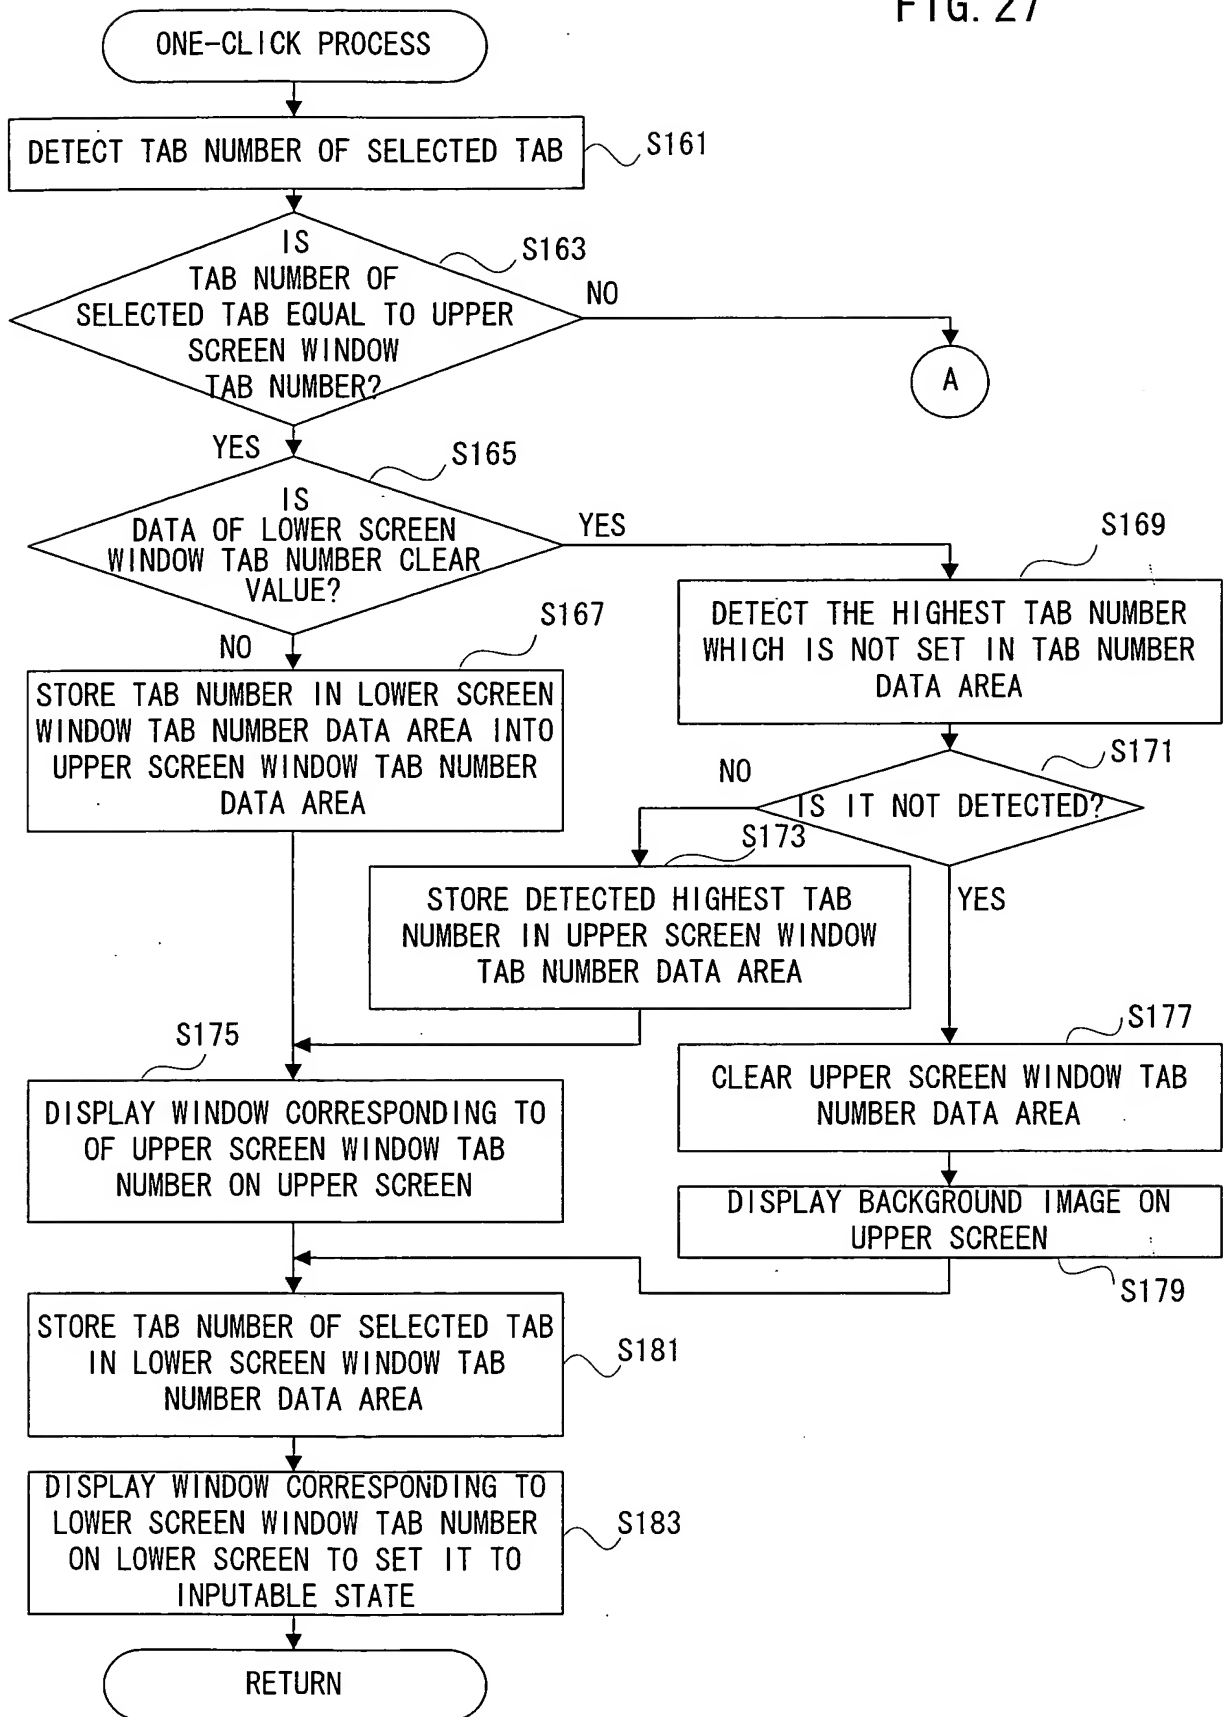 FIG. 27
ONE-CLICK PROCESS
DETECT TAB NUMBER OF SELECTED TAB
S161
IS
TAB NUMBER OF
SELECTED TAB EQUAL TO UPPER
SCREEN WINDOW
TAB NUMBER?
S163
NO
A
YES
IS
DATA OF LOWER SCREEN
WINDOW TAB NUMBER CLEAR
VALUE?
S165
YES
NO
S167
STORE TAB NUMBER IN LOWER SCREEN
WINDOW TAB NUMBER DATA AREA INTO
UPPER SCREEN WINDOW TAB NUMBER
DATA AREA
S169
DETECT THE HIGHEST TAB NUMBER
WHICH IS NOT SET IN TAB NUMBER
DATA AREA
S171
NO
IS IT NOT DETECTED?
YES
S173
STORE DETECTED HIGHEST TAB
NUMBER IN UPPER SCREEN WINDOW
TAB NUMBER DATA AREA
S175
DISPLAY WINDOW CORRESPONDING TO
OF UPPER SCREEN WINDOW TAB
NUMBER ON UPPER SCREEN
S177
CLEAR UPPER SCREEN WINDOW TAB
NUMBER DATA AREA
DISPLAY BACKGROUND IMAGE ON
UPPER SCREEN
S179
STORE TAB NUMBER OF SELECTED TAB
IN LOWER SCREEN WINDOW TAB
NUMBER DATA AREA
S181
DISPLAY WINDOW CORRESPONDING TO
LOWER SCREEN WINDOW TAB NUMBER
ON LOWER SCREEN TO SET IT TO
INPUTABLE STATE
S183
RETURN